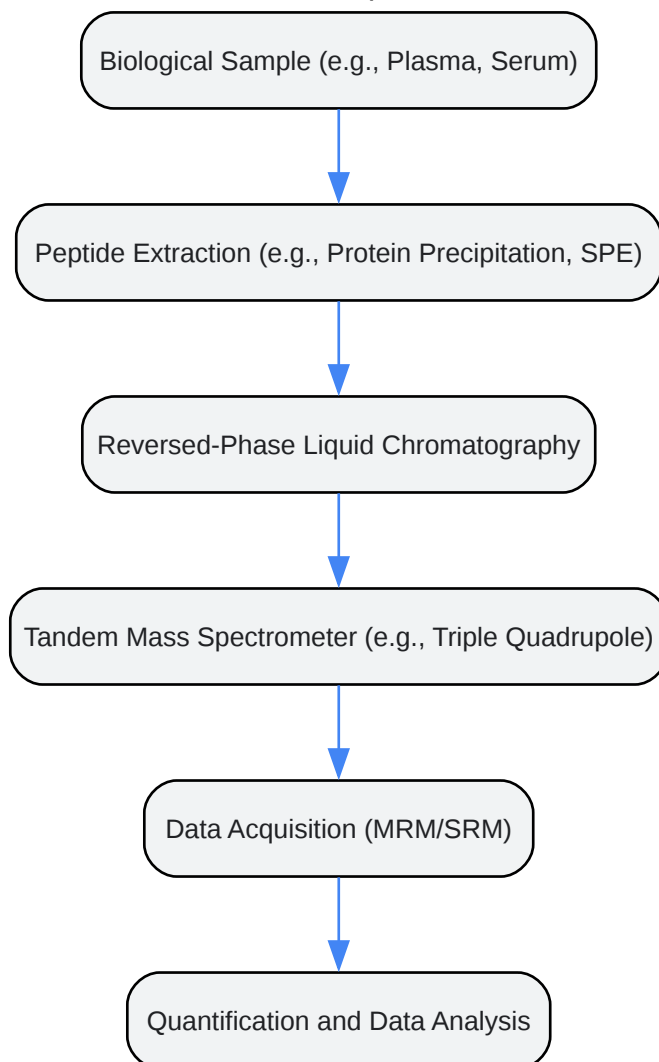 Biological Sample (e.g., Plasma, Serum)
Peptide Extraction (e.g., Protein Precipitation, SPE)
Reversed-Phase Liquid Chromatography
Tandem Mass Spectrometer (e.g., Triple Quadrupole)
Data Acquisition (MRM/SRM)
Quantification and Data Analysis